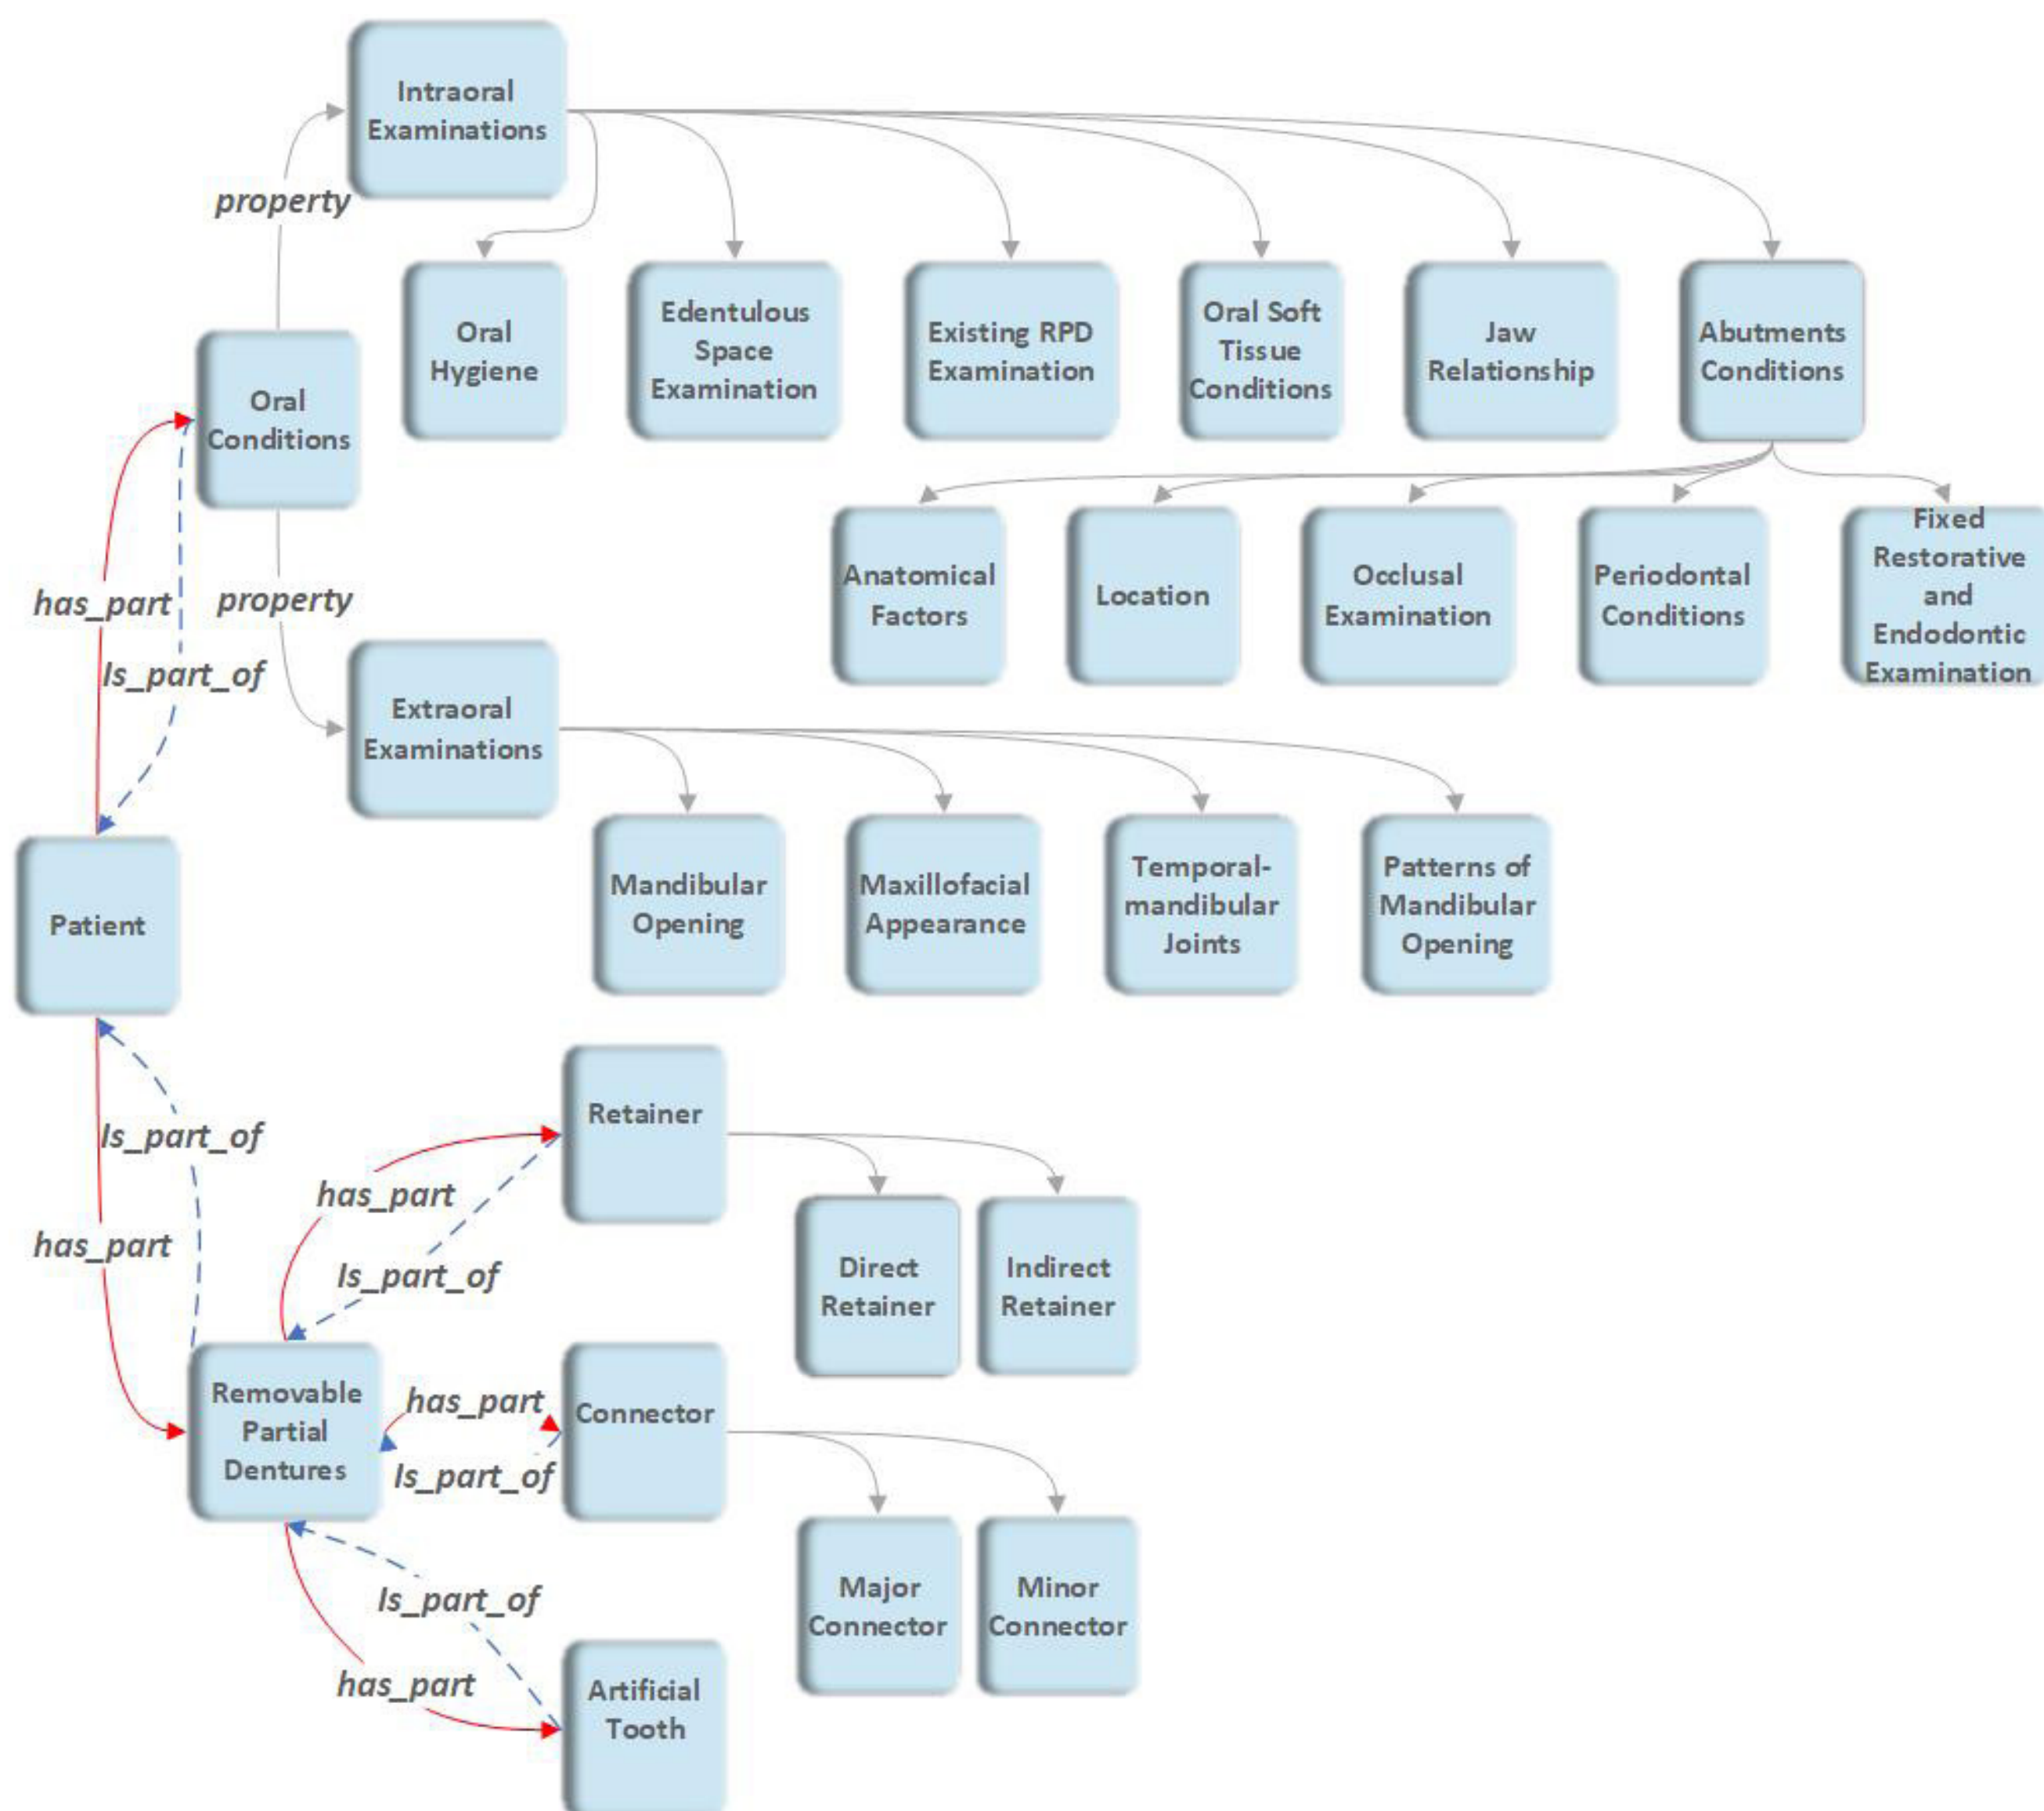 Intraoral
Examinations
property
Oral
Hygiene
Edentulous
Space
Examination
Existing RPD
Examination
Oral Soft
Tissue
Conditions
Jaw
Relationship
Abutments
Conditions
Oral
Conditions
Anatomical
Factors
Location
Occlusal
Examination
Periodontal
Conditions
Fixed
Restorative
and
Endodontic
Examination
has_part
property
Is_part_of
Extraoral
Examinations
Mandibular
Opening
Maxillofacial
Appearance
Temporal-
mandibular
Joints
Patterns of
Mandibular
Opening
Patient
Is_part_of
has_part
Retainer
has_part
Is_part_of
Direct
Retainer
Indirect
Retainer
Removable
Partial
Dentures
has_part
Is_part_of
Connector
Major
Connector
Minor
Connector
Is_part_of
has_part
Artificial
Tooth